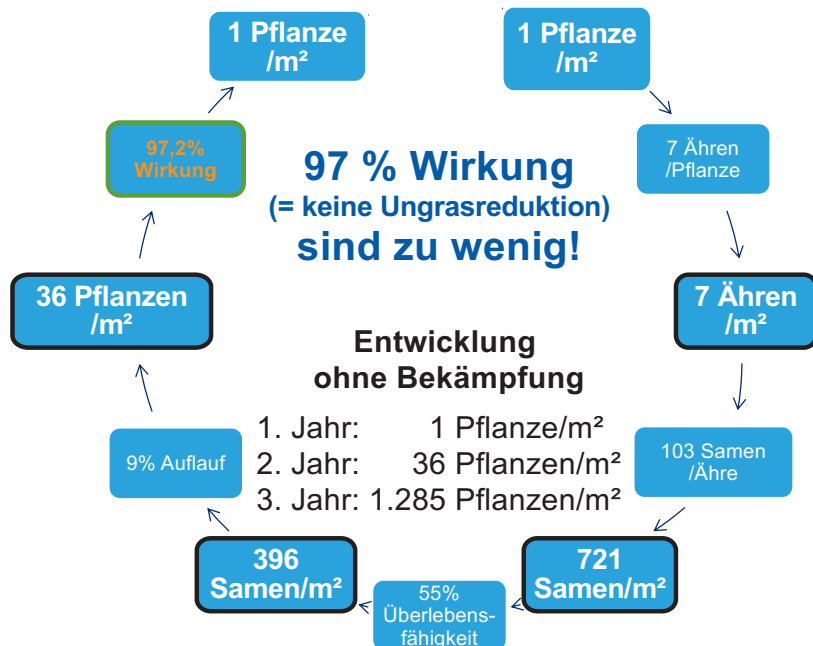 1 Pflanze
/m²
1 Pflanze
/m²
97,2%
Wirkung
7 Ähren
/Pflanze
97 % Wirkung
(= keine Ungrasreduktion)
sind zu wenig!
36 Pflanzen
/m²
7 Ähren
/m²
Entwicklung
ohne Bekämpfung
1. Jahr: 1 Pflanze/m²
2. Jahr: 36 Pflanzen/m²
3. Jahr: 1.285 Pflanzen/m²
9% Auflauf
103 Samen
/Ähre
396
Samen/m²
721
Samen/m²
55%
Überlebens-
fähigkeit